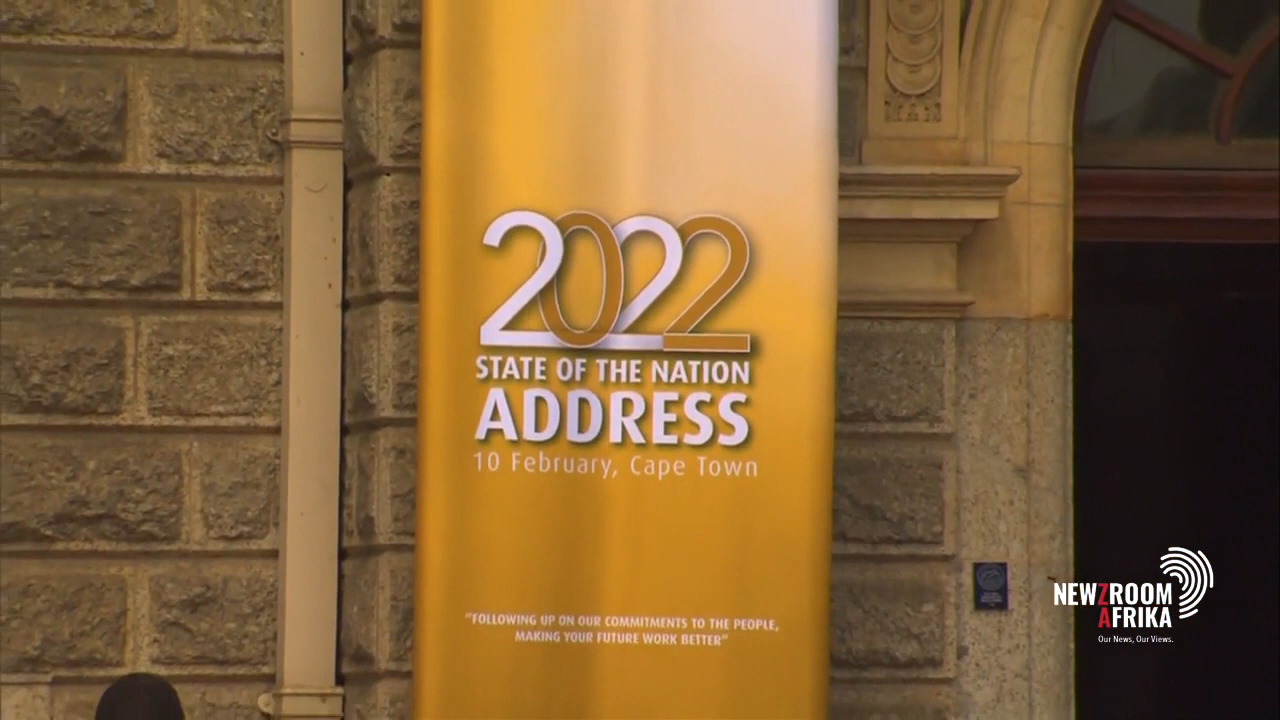 2022
STATE OF THE NATION
ADDRESS
10 February, Cape Town
"FOLLOWING UP ON OUR COMMITMENTS TO THE PEOPLE,
MAKING YOUR FUTURE WORK BETTER"
NEWZROOM
AFRIKA
Our News, Our Views.